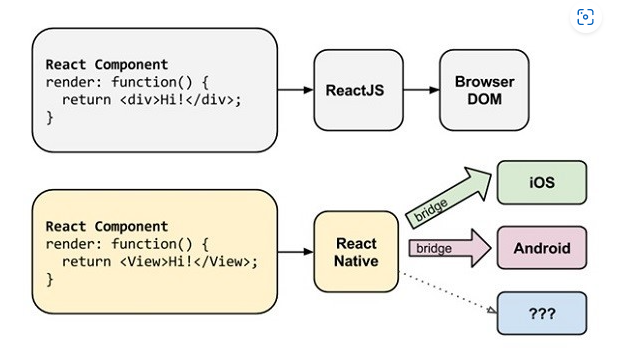 React Component
render: function() {
return <div>Hi!</div>;
}
ReactJS
Browser
DOM
React Component
render: function() {
return <View>Hi!</View>;
}
React
Native
bridge
iOS
bridge
Android
???